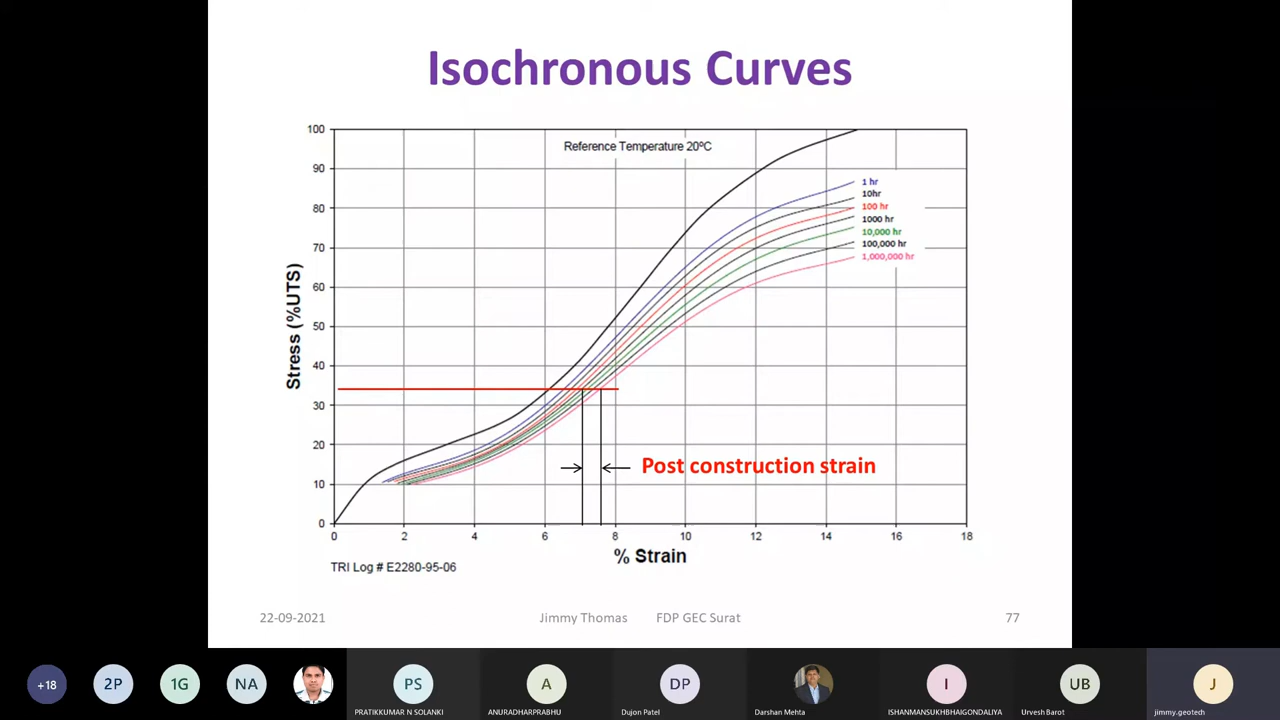 Isochronous Curves
Reference Temperature 20ºC
100
90
80
70
60
50
40
30
20
10
0
Stress (%UTS)
1 hr
10hr
100 hr
1000 hr
10,000 hr
100,000 hr
1,000,000 hr
Post construction strain
0 2 4 6 8 10 12 14 16 18
% Strain
TRI Log # E2280-95-06
22-09-2021 Jimmy Thomas FDP GEC Surat 77
+18 2P 1G NA PS A DP I UB J
PRATIKKUMAR N SOLANKI ANURADHARPRABHU Dujon Patel Darshan Mehta ISHANMANSUKHBHAIGONDALIYA Urvesh Barot jimmy.geotech